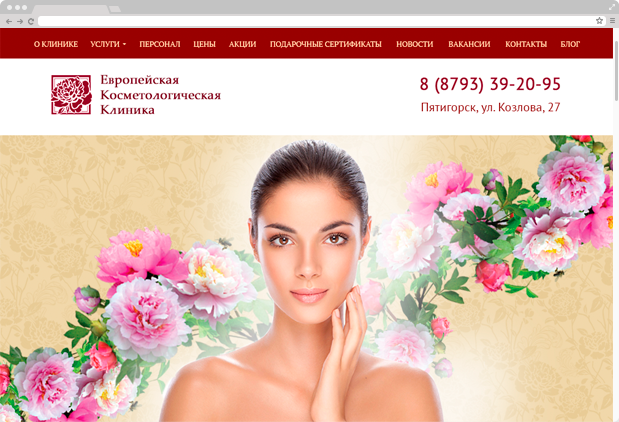 О КЛИНИКЕ УСЛУГИ ПЕРСОНАЛ ЦЕНЫ АКЦИИ ПОДАРОЧНЫЕ СЕРТИФИКАТЫ НОВОСТИ ВАКАНСИИ КОНТАКТЫ БЛОГ
Европейская
Косметологическая
Клиника
8 (8793) 39-20-95
Пятигорск, ул. Козлова, 27